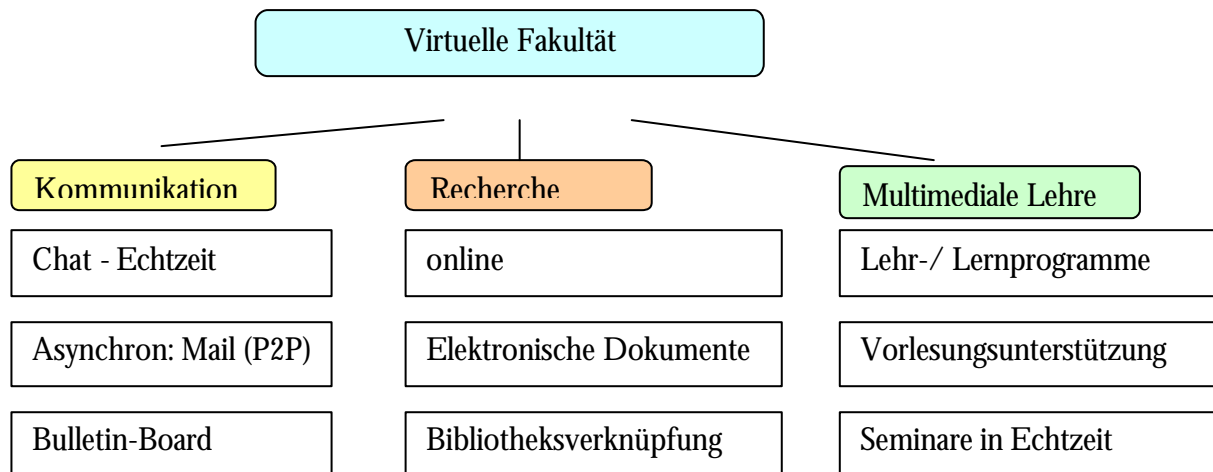 Virtuelle Fakultät
Kommunikation
Recherche
Multimediale Lehre
Chat - Echtzeit
online
Lehr-/ Lernprogramme
Asynchron: Mail (P2P)
Elektronische Dokumente
Vorlesungsunterstützung
Bulletin-Board
Bibliotheksverknüpfung
Seminare in Echtzeit